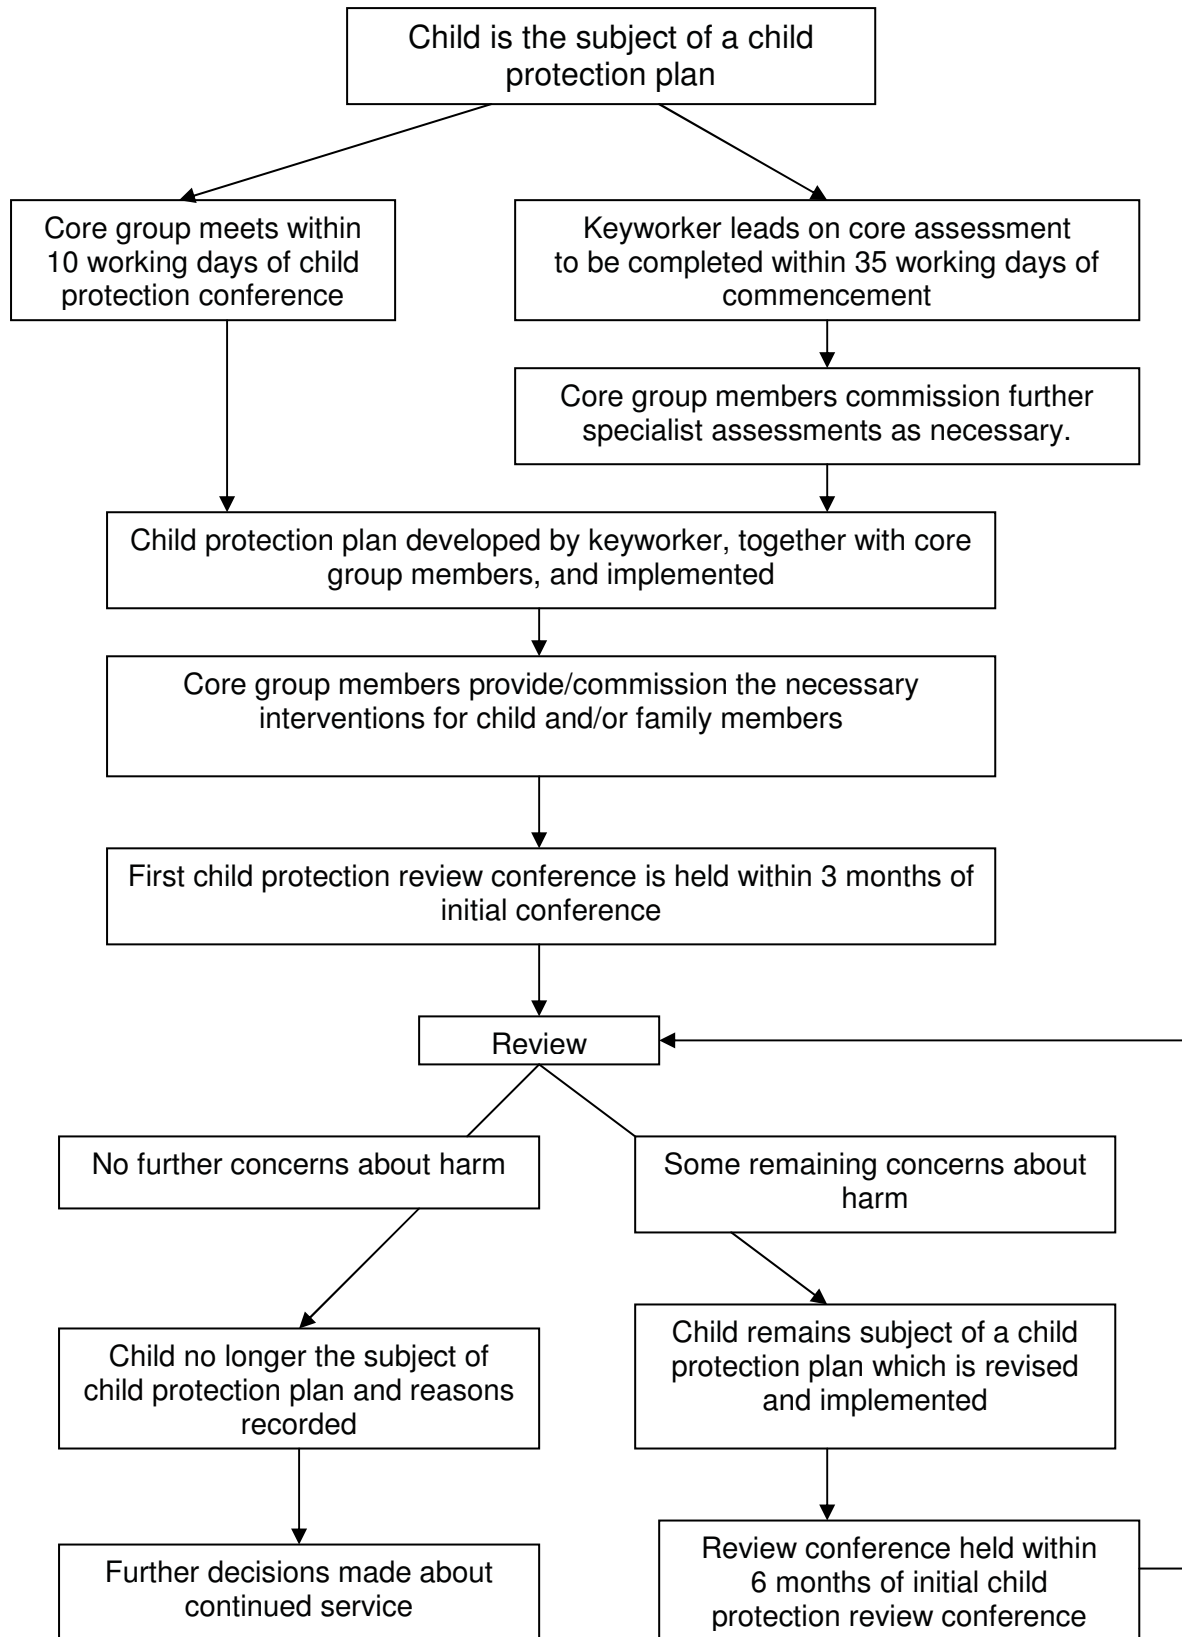 Child is the subject of a child
protection plan
Core group meets within
10 working days of child
protection conference
Keyworker leads on core assessment
to be completed within 35 working days of
commencement
Core group members commission further
specialist assessments as necessary.
Child protection plan developed by keyworker, together with core
group members, and implemented
Core group members provide/commission the necessary
interventions for child and/or family members
First child protection review conference is held within 3 months of
initial conference
Review
No further concerns about harm
Some remaining concerns about
harm
Child no longer the subject of
child protection plan and reasons
recorded
Child remains subject of a child
protection plan which is revised
and implemented
Further decisions made about
continued service
Review conference held within
6 months of initial child
protection review conference